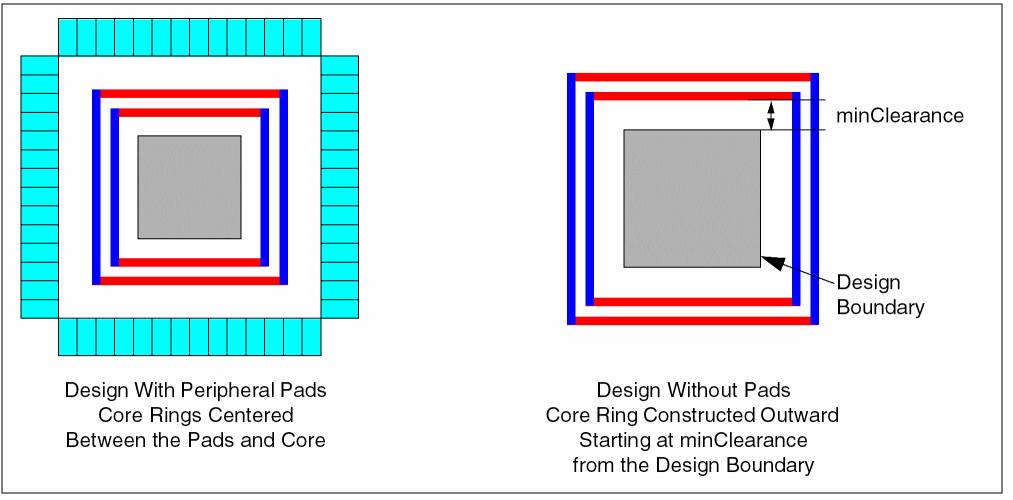 minClearance
Design
Boundary
Design With Peripheral Pads
Core Rings Centered
Between the Pads and Core
Design Without Pads
Core Ring Constructed Outward
Starting at minClearance
from the Design Boundary